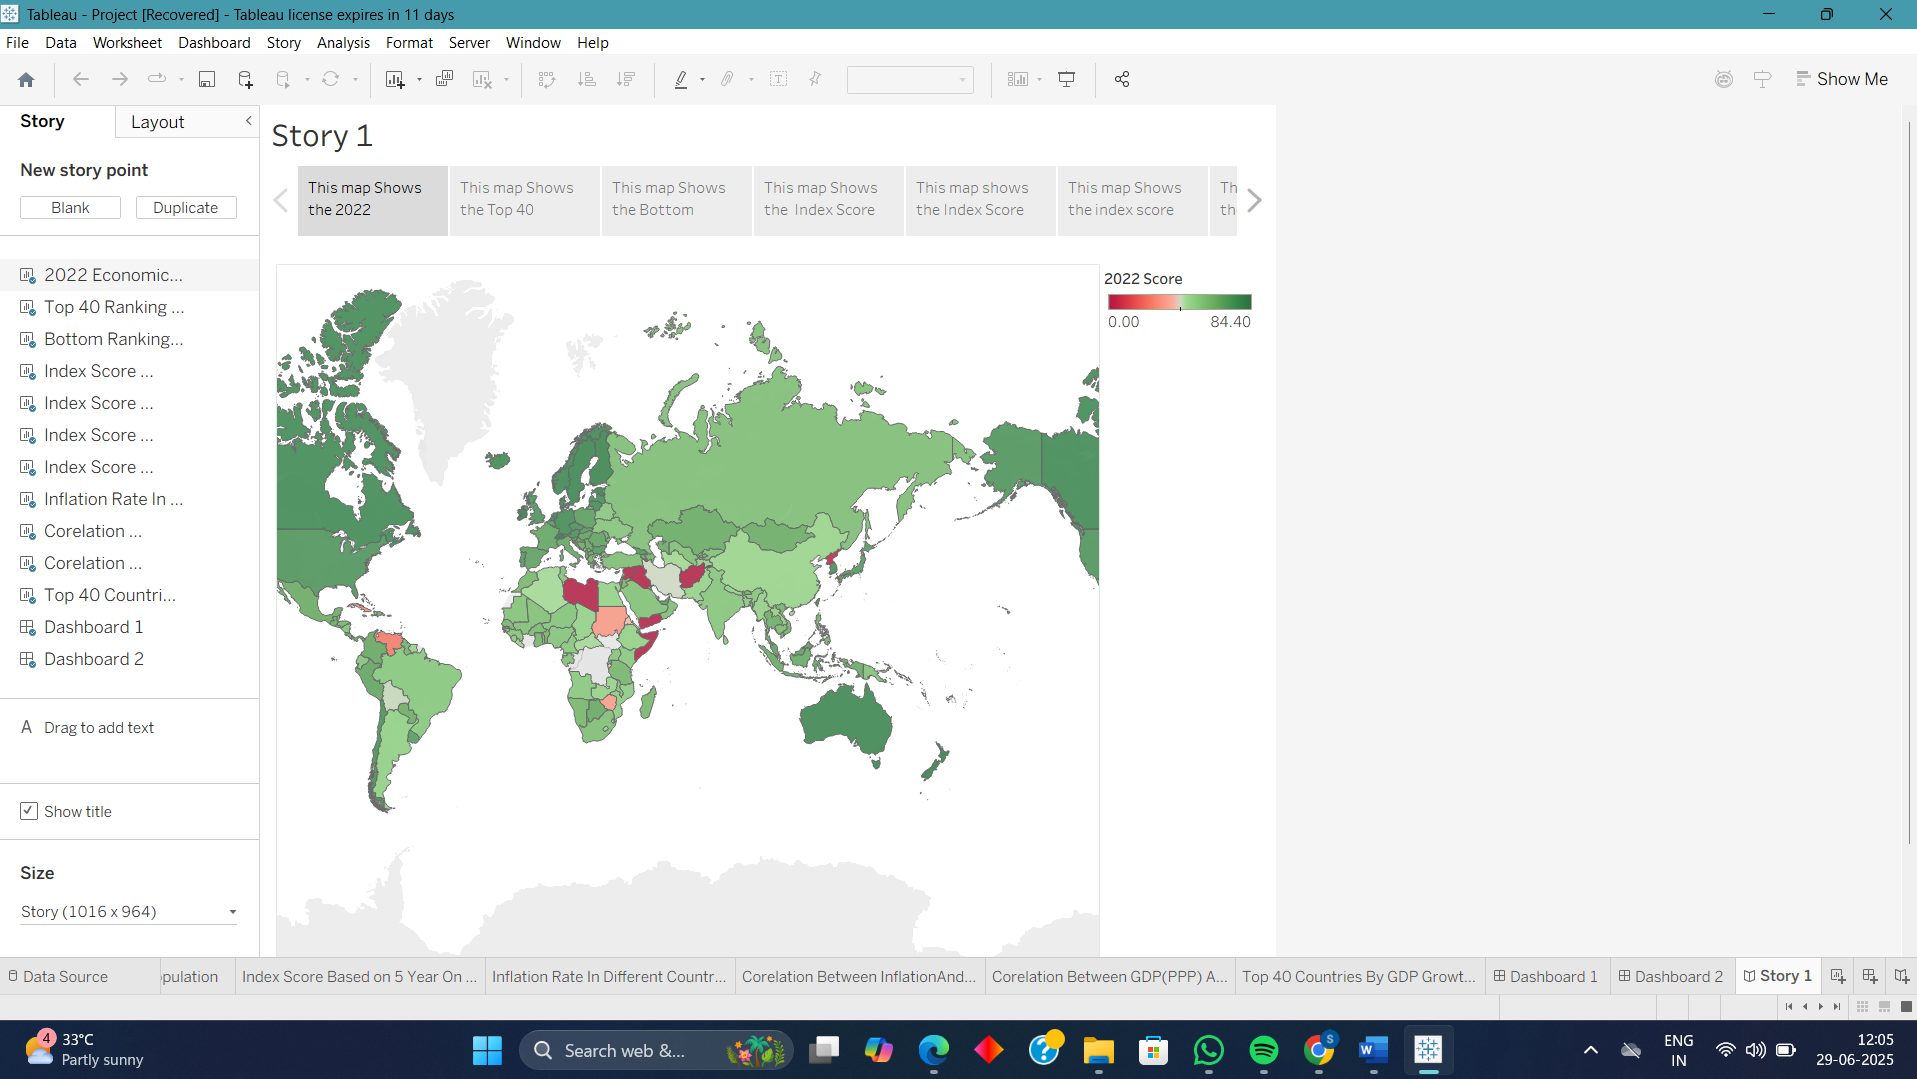 Tableau - Project [Recovered] - Tableau license expires in 11 days
File Data Worksheet Dashboard Story Analysis Format Server Window Help
Show Me
Story Layout
New story point
Blank Duplicate
2022 Economic...
Top 40 Ranking ...
Bottom Ranking...
Index Score ...
Index Score ...
Index Score ...
Index Score ...
Inflation Rate In ...
Corelation ...
Corelation ...
Top 40 Countri...
Dashboard 1
Dashboard 2
A Drag to add text
Show title
Size
Story (1016 x 964)
Story 1
This map Shows
the 2022
This map Shows
the Top 40
This map Shows
the Bottom
This map Shows
the Index Score
This map shows
the Index Score
This map Shows
the index score
Th
th
2022 Score
0.00 84.40
Data Source pulation Index Score Based on 5 Year On ... Inflation Rate In Different Countr... Corelation Between InflationAnd... Corelation Between GDP(PPP) A... Top 40 Countries By GDP Growt... Dashboard 1 Dashboard 2 Story 1
4 33°C
Partly sunny
Search web &...
S
ENG
IN
12:05
29-06-2025